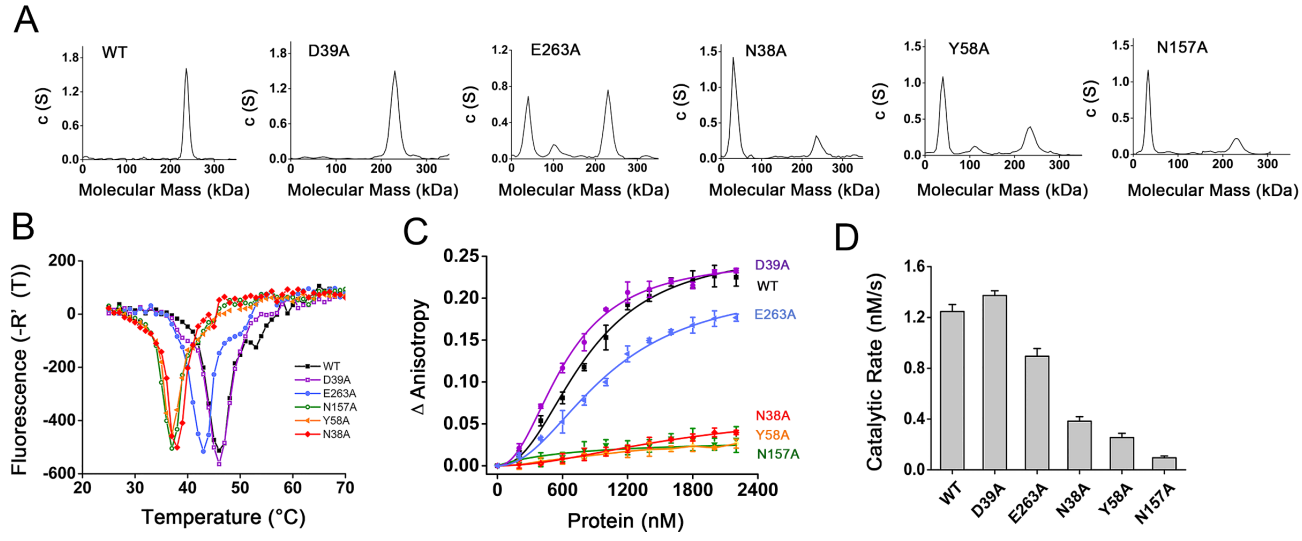 A
WT
c (S)
1.8
1.2
0.6
0.0
0 100 200 300
Molecular Mass (kDa)
D39A
c (S)
1.8
1.2
0.6
0.0
0 100 200 300
Molecular Mass (kDa)
E263A
c (S)
1.2
0.8
0.4
0.0
0 100 200 300
Molecular Mass (kDa)
N38A
c (S)
1.5
1.0
0.5
0.0
0 100 200 300
Molecular Mass (kDa)
Y58A
c (S)
1.5
1.0
0.5
0.0
0 100 200 300
Molecular Mass (kDa)
N157A
c (S)
1.5
1.0
0.5
0.0
0 100 200 300
Molecular Mass (kDa)
B
Fluorescence (-R' (T))
200
0
-200
-400
-600
20 30 40 50 60 70
Temperature (°C)
WT
D39A
E263A
N157A
Y58A
N38A
C
Δ Anisotropy
0.25
0.20
0.15
0.10
0.05
0.00
0 600 1200 1800 2400
Protein (nM)
D39A
WT
E263A
N38A
Y58A
N157A
D
Catalytic Rate (nM/s)
1.6
1.2
0.8
0.4
0.0
WT
D39A
E263A
N38A
Y58A
N157A